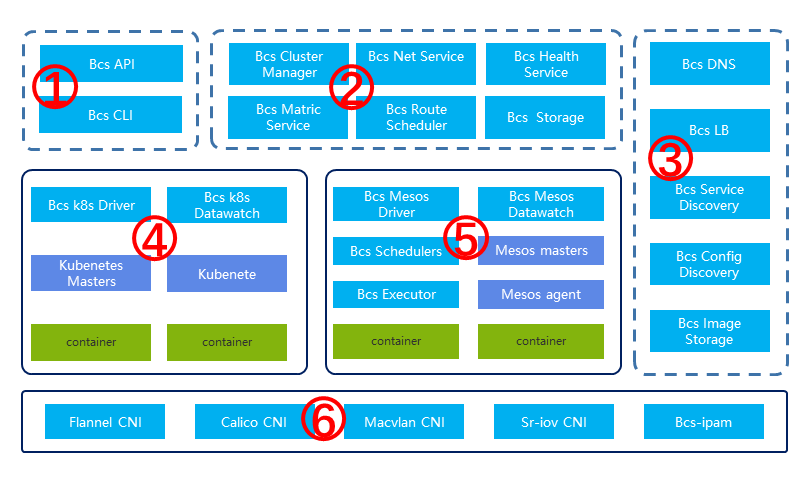 ①
Bcs API
Bcs CLI
②
Bcs Cluster
Manager
Bcs Net Service
Bcs Health
Service
Bcs Matric
Service
Bcs Route
Scheduler
Bcs Storage
③
Bcs DNS
Bcs LB
Bcs Service
Discovery
Bcs Config
Discovery
Bcs Image
Storage
④
Bcs k8s Driver
Bcs k8s
Datawatch
Kubenetes
Masters
Kubenete
container
container
⑤
Bcs Mesos
Driver
Bcs Mesos
Datawatch
Bcs Schedulers
Mesos masters
Bcs Executor
Mesos agent
container
container
⑥
Flannel CNI
Calico CNI
Macvlan CNI
Sr-iov CNI
Bcs-ipam